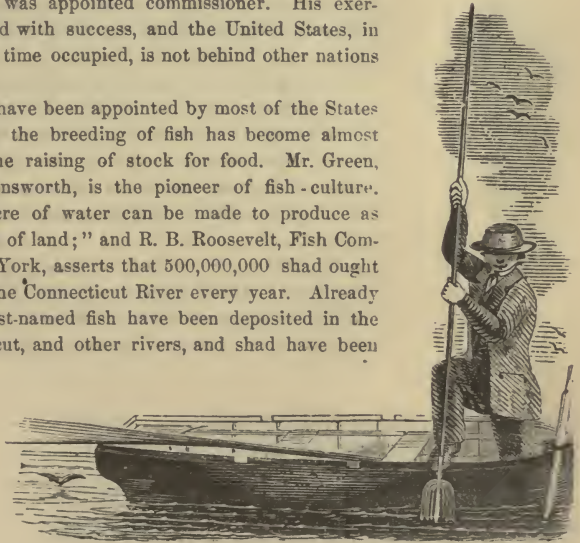 was appointed commissioner. His exer-
d with success, and the United States, in
time occupied, is not behind other nations
have been appointed by most of the States
the breeding of fish has become almost
ne raising of stock for food. Mr. Green,
nsworth, is the pioneer of fish-culture.
cre of water can be made to produce as
of land;" and R. B. Roosevelt, Fish Com-
York, asserts that 500,000,000 shad ought
ne Connecticut River every year. Already
st-named fish have been deposited in the
cut, and other rivers, and shad have been